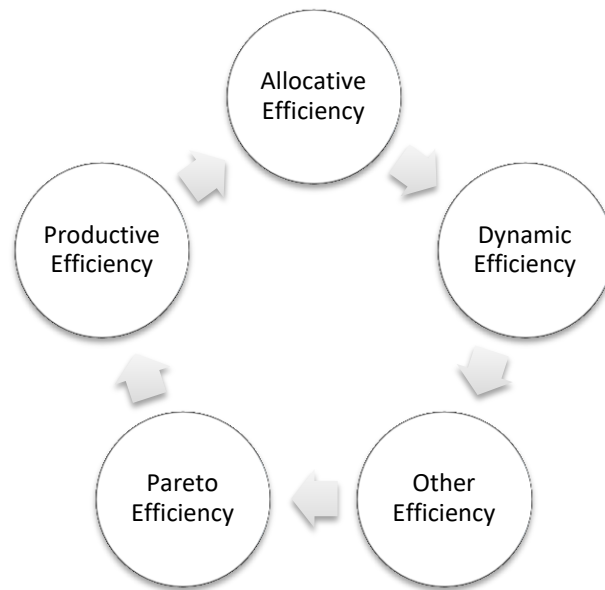 Allocative
Efficiency
Dynamic
Efficiency
Other
Efficiency
Pareto
Efficiency
Productive
Efficiency